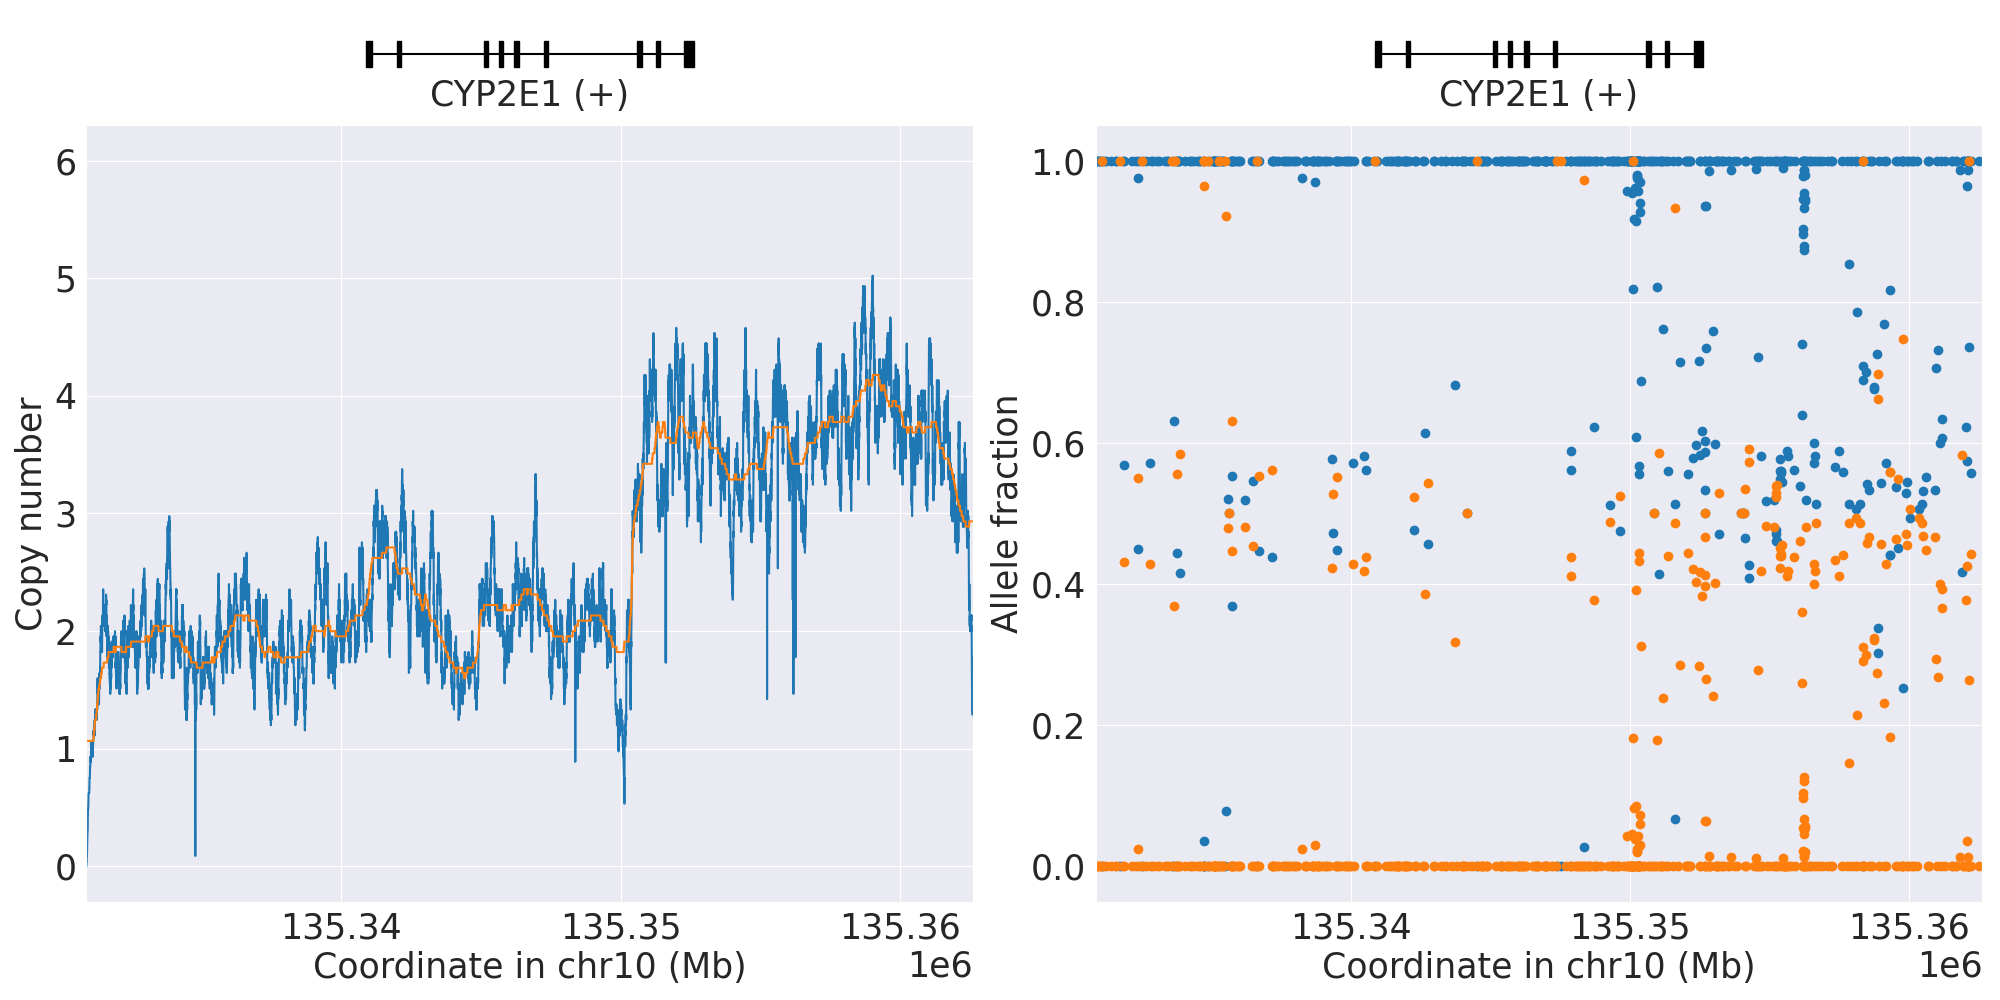 CYP2E1 (+)
6
5
4
3
2
1
0
Copy number
135.34 135.35 135.36
Coordinate in chr10 (Mb) 1e6
CYP2E1 (+)
1.0
0.8
0.6
0.4
0.2
0.0
Allele fraction
135.34 135.35 135.36
Coordinate in chr10 (Mb) 1e6